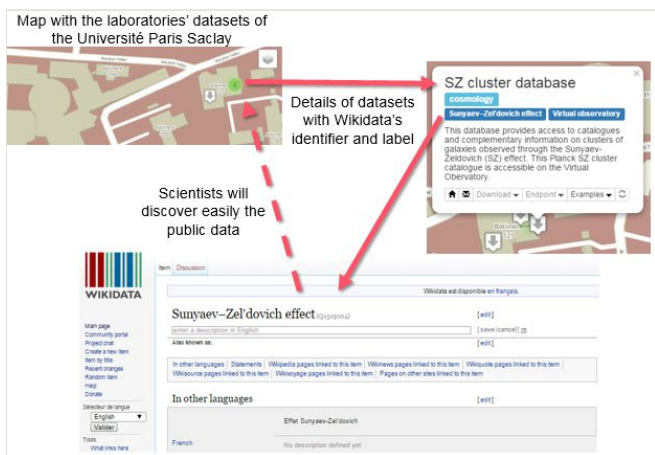 Map with the laboratories' datasets of
the Université Paris Saclay
SZ cluster database
cosmology
Sunyaev–Zel'dovich effect Virtual observatory
This database provides access to catalogues
and complementary information on clusters of
galaxies observed through the Sunyaev-
Zeldovich (SZ) effect. This Planck SZ cluster
catalogue is accessible on the Virtual
Obervatory.
Download Endpoint Examples
Details of datasets
with Wikidata's
identifier and label
Scientists will
discover easily the
public data
WIKIDATA
Item Discussion
Wikidata est disponible en français.
Sunyaev–Zel'dovich effect [edit]
enter a description in English [save|cancel]
Also known as: [edit]
In other languages Statements Wikipedia pages linked to this item Wikinews pages linked to this item Wikiquote pages linked to this item
Wikisource pages linked to this item Wikivoyage pages linked to this item Pages on other sites linked to this item
In other languages [edit]
Effet Sunyaev-Zel'dovich
French
No description defined yet
Main page
Community portal
Project chat
Create a new item
Item by title
Recent changes
Random item
Help
Donate
Sélecteur de langue
English
Valider
Tools
What links here